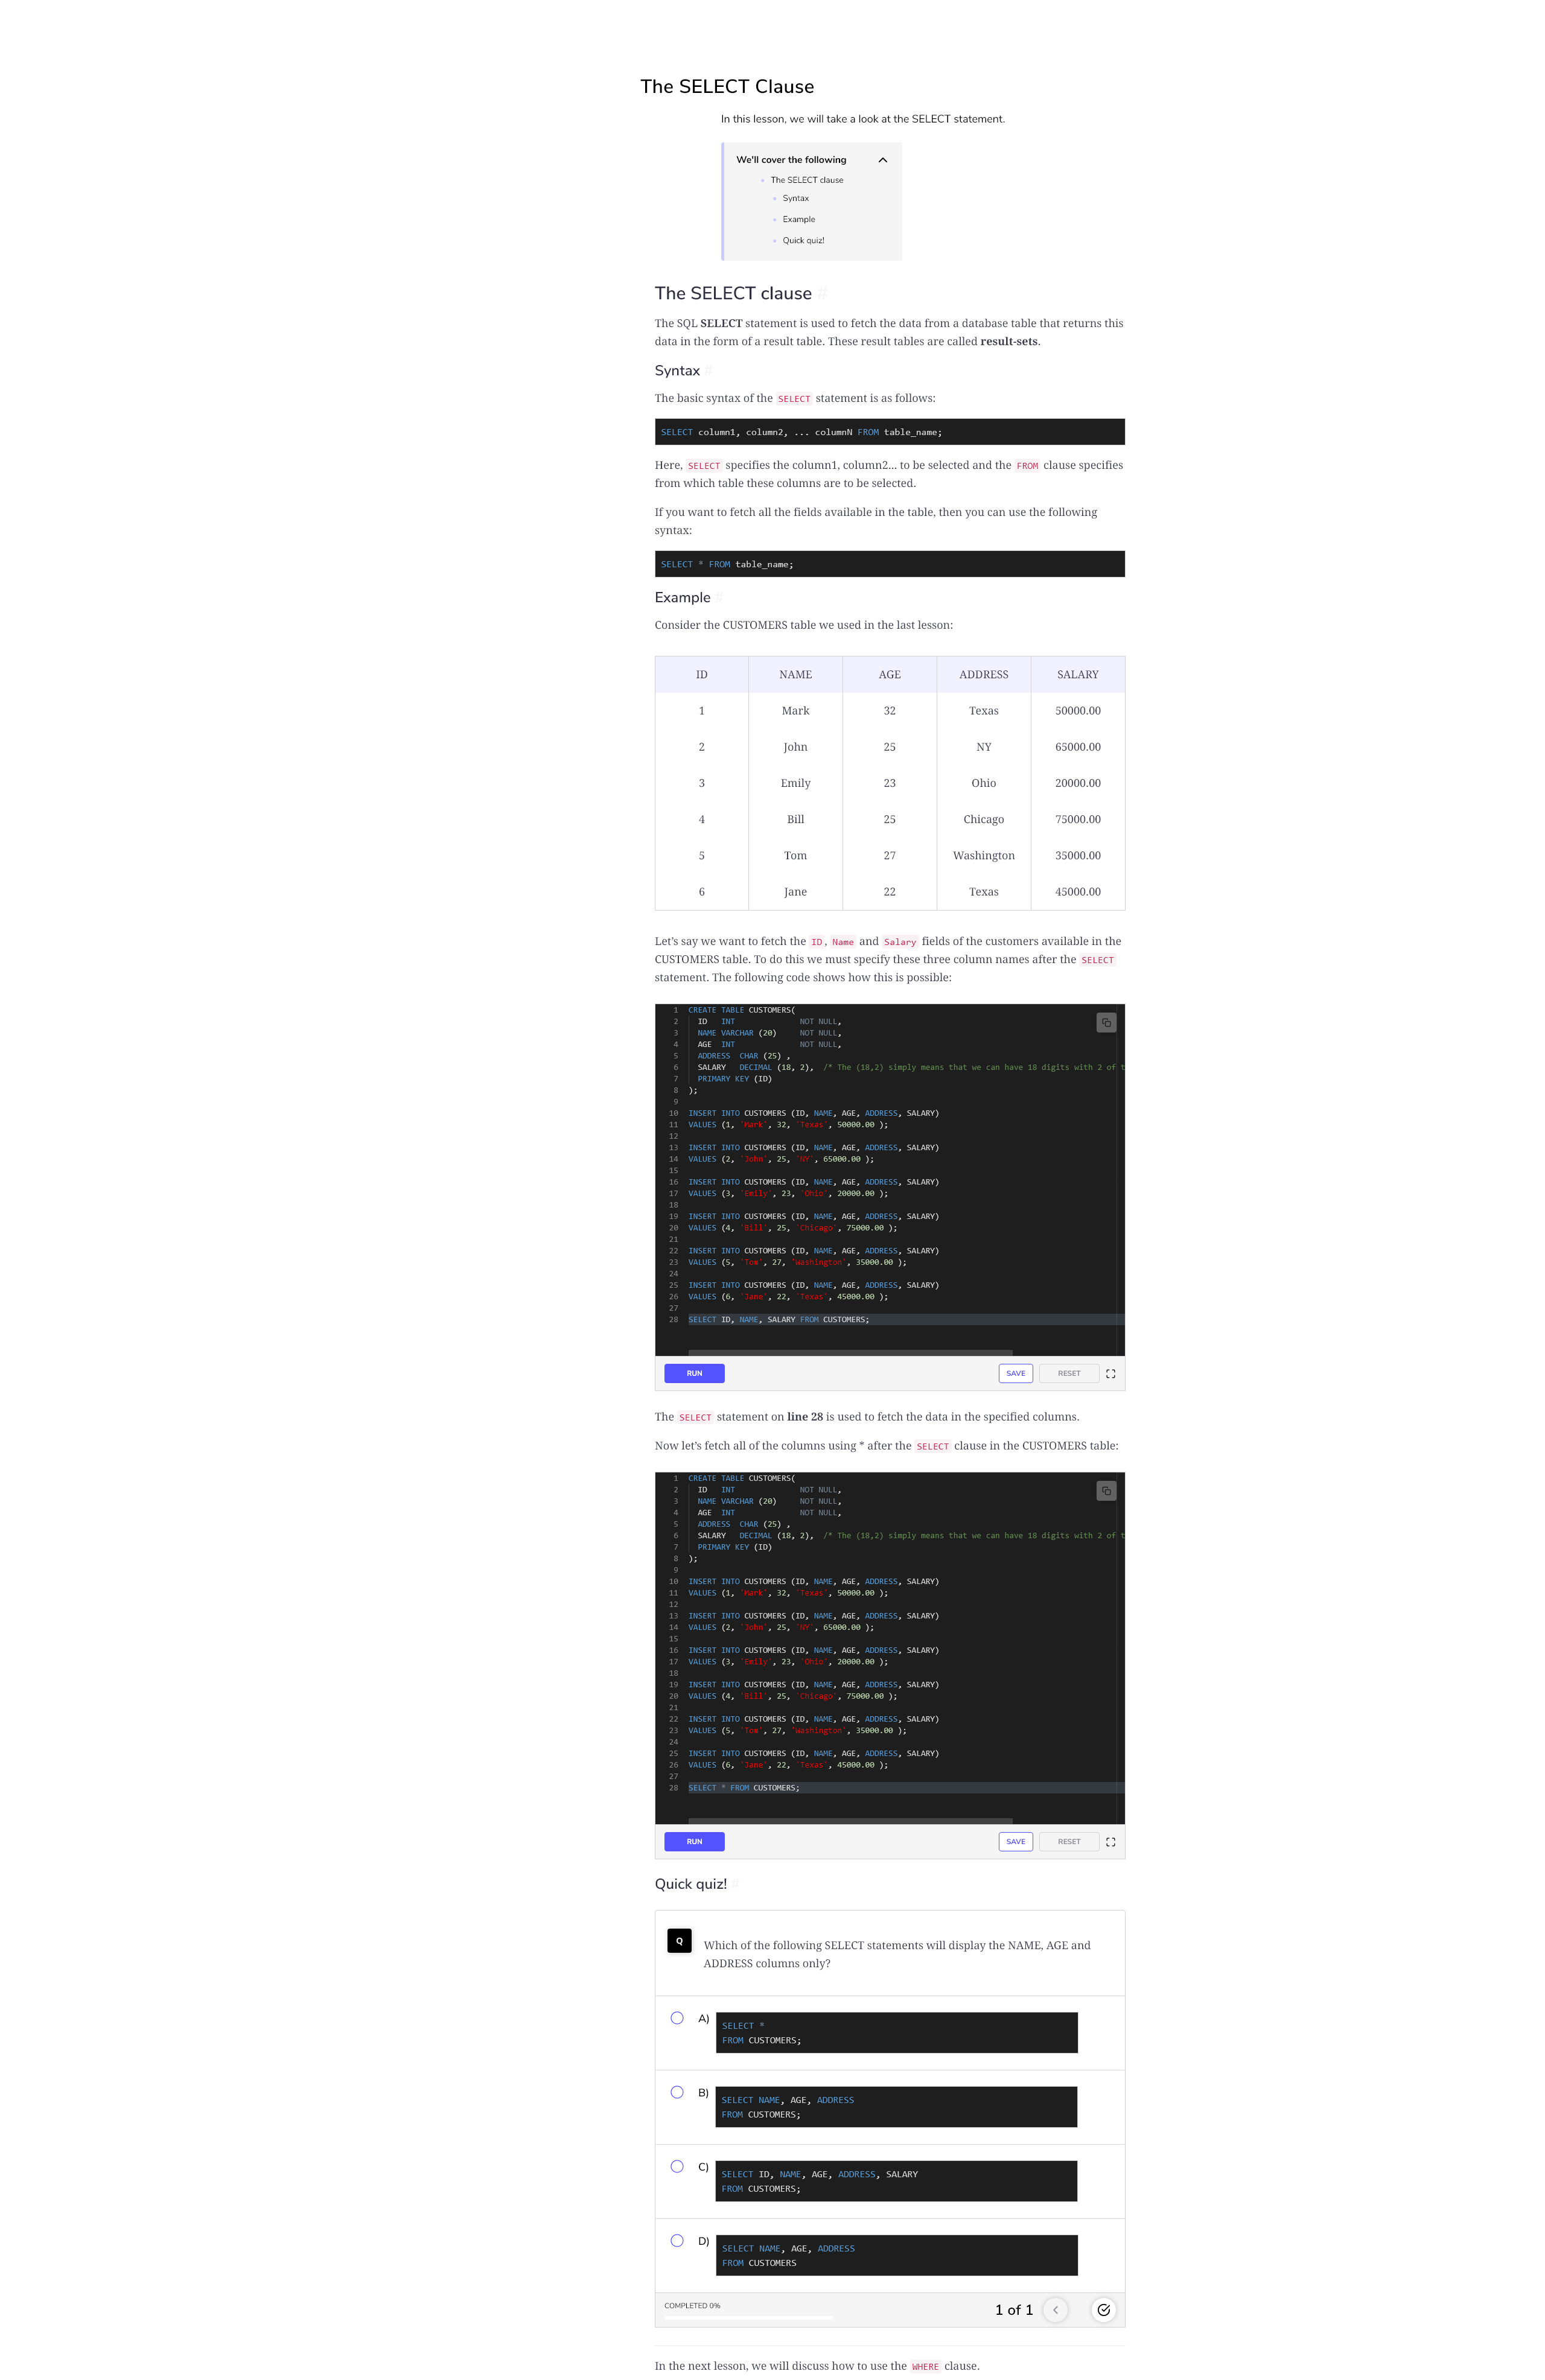 The SELECT Clause
In this lesson, we will take a look at the SELECT statement.
We'll cover the following
The SELECT clause
Syntax
Example
Quick quiz!
The SELECT clause #
The SQL SELECT statement is used to fetch the data from a database table that returns this
data in the form of a result table. These result tables are called result-sets.
Syntax #
The basic syntax of the SELECT statement is as follows:
SELECT column1, column2, ... columnN FROM table_name;
Here, SELECT specifies the column1, column2... to be selected and the FROM clause specifies
from which table these columns are to be selected.
If you want to fetch all the fields available in the table, then you can use the following
syntax:
SELECT * FROM table_name;
Example #
Consider the CUSTOMERS table we used in the last lesson:
ID NAME AGE ADDRESS SALARY
1 Mark 32 Texas 50000.00
2 John 25 NY 65000.00
3 Emily 23 Ohio 20000.00
4 Bill 25 Chicago 75000.00
5 Tom 27 Washington 35000.00
6 Jane 22 Texas 45000.00
Let's say we want to fetch the ID, Name and Salary fields of the customers available in the
CUSTOMERS table. To do this we must specify these three column names after the SELECT
statement. The following code shows how this is possible:
1 CREATE TABLE CUSTOMERS(
2 ID INT NOT NULL,
3 NAME VARCHAR (20) NOT NULL,
4 AGE INT NOT NULL,
5 ADDRESS CHAR (25) ,
6 SALARY DECIMAL (18, 2), /* The (18,2) simply means that we can have 18 digits with 2 of t
7 PRIMARY KEY (ID)
8 );
9
10 INSERT INTO CUSTOMERS (ID, NAME, AGE, ADDRESS, SALARY)
11 VALUES (1, 'Mark', 32, 'Texas', 50000.00 );
12
13 INSERT INTO CUSTOMERS (ID, NAME, AGE, ADDRESS, SALARY)
14 VALUES (2, 'John', 25, 'NY', 65000.00 );
15
16 INSERT INTO CUSTOMERS (ID, NAME, AGE, ADDRESS, SALARY)
17 VALUES (3, 'Emily', 23, 'Ohio', 20000.00 );
18
19 INSERT INTO CUSTOMERS (ID, NAME, AGE, ADDRESS, SALARY)
20 VALUES (4, 'Bill', 25, 'Chicago', 75000.00 );
21
22 INSERT INTO CUSTOMERS (ID, NAME, AGE, ADDRESS, SALARY)
23 VALUES (5, 'Tom', 27, 'Washington', 35000.00 );
24
25 INSERT INTO CUSTOMERS (ID, NAME, AGE, ADDRESS, SALARY)
26 VALUES (6, 'Jane', 22, 'Texas', 45000.00 );
27
28 SELECT ID, NAME, SALARY FROM CUSTOMERS;
RUN SAVE RESET
The SELECT statement on line 28 is used to fetch the data in the specified columns.
Now let's fetch all of the columns using * after the SELECT clause in the CUSTOMERS table:
1 CREATE TABLE CUSTOMERS(
2 ID INT NOT NULL,
3 NAME VARCHAR (20) NOT NULL,
4 AGE INT NOT NULL,
5 ADDRESS CHAR (25) ,
6 SALARY DECIMAL (18, 2), /* The (18,2) simply means that we can have 18 digits with 2 of t
7 PRIMARY KEY (ID)
8 );
9
10 INSERT INTO CUSTOMERS (ID, NAME, AGE, ADDRESS, SALARY)
11 VALUES (1, 'Mark', 32, 'Texas', 50000.00 );
12
13 INSERT INTO CUSTOMERS (ID, NAME, AGE, ADDRESS, SALARY)
14 VALUES (2, 'John', 25, 'NY', 65000.00 );
15
16 INSERT INTO CUSTOMERS (ID, NAME, AGE, ADDRESS, SALARY)
17 VALUES (3, 'Emily', 23, 'Ohio', 20000.00 );
18
19 INSERT INTO CUSTOMERS (ID, NAME, AGE, ADDRESS, SALARY)
20 VALUES (4, 'Bill', 25, 'Chicago', 75000.00 );
21
22 INSERT INTO CUSTOMERS (ID, NAME, AGE, ADDRESS, SALARY)
23 VALUES (5, 'Tom', 27, 'Washington', 35000.00 );
24
25 INSERT INTO CUSTOMERS (ID, NAME, AGE, ADDRESS, SALARY)
26 VALUES (6, 'Jane', 22, 'Texas', 45000.00 );
27
28 SELECT * FROM CUSTOMERS;
RUN SAVE RESET
Quick quiz! #
Q Which of the following SELECT statements will display the NAME, AGE and
ADDRESS columns only?
A) SELECT *
FROM CUSTOMERS;
B) SELECT NAME, AGE, ADDRESS
FROM CUSTOMERS;
C) SELECT ID, NAME, AGE, ADDRESS, SALARY
FROM CUSTOMERS;
D) SELECT NAME, AGE, ADDRESS
FROM CUSTOMERS
COMPLETED 0% 1 of 1
In the next lesson, we will discuss how to use the WHERE clause.